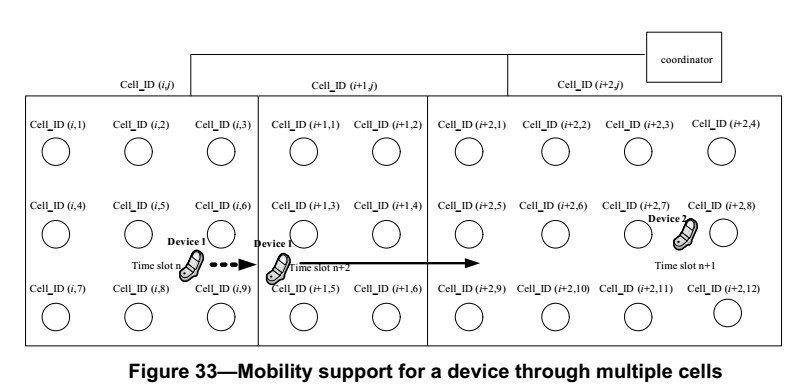 coordinator
Cell_ID (i,j) Cell_ID (i+1,j) Cell_ID (i+2,j)
Cell_ID (i,1) Cell_ID (i,2) Cell_ID (i,3) Cell_ID (i+1,1) Cell_ID (i+1,2) Cell_ID (i+2,1) Cell_ID (i+2,2) Cell_ID (i+2,3) Cell_ID (i+2,4)
Cell_ID (i,4) Cell_ID (i,5) Cell_ID (i,6) Cell_ID (i+1,3) Cell_ID (i+1,4) Cell_ID (i+2,5) Cell_ID (i+2,6) Cell_ID (i+2,7) Cell_ID (i+2,8)
Device 2
Device 1 Device 1
Time slot n Time slot n+2 Time slot n+1
Cell_ID (i,7) Cell_ID (i,8) Cell_ID (i,9) Cell_ID (i+1,5) Cell_ID (i+1,6) Cell_ID (i+2,9) Cell_ID (i+2,10) Cell_ID (i+2,11) Cell_ID (i+2,12)
Figure 33—Mobility support for a device through multiple cells